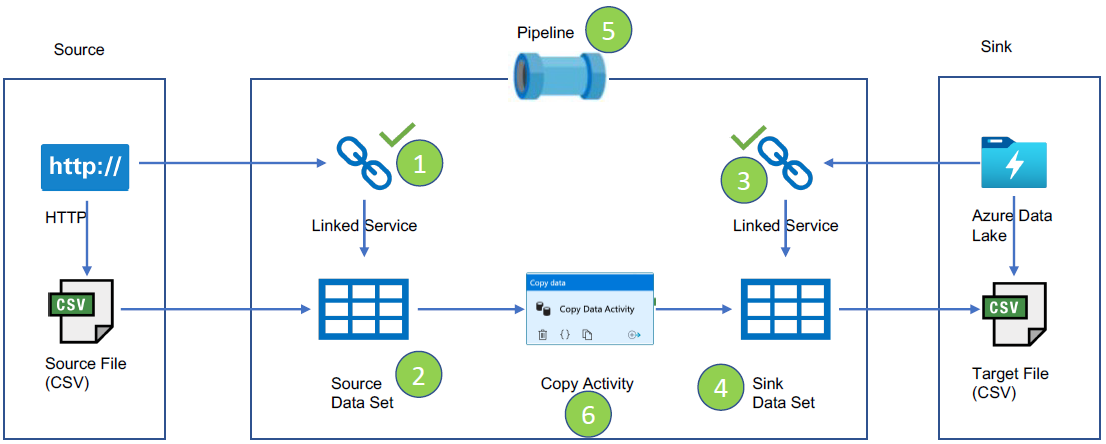 Pipeline
5
Source
Sink
http://
1
3
HTTP
Linked Service
Linked Service
Azure Data
Lake
CSV
Copy data
Copy Data Activity
{}
CSV
Source File
(CSV)
Source
Data Set
2
Copy Activity
6
4
Sink
Data Set
Target File
(CSV)